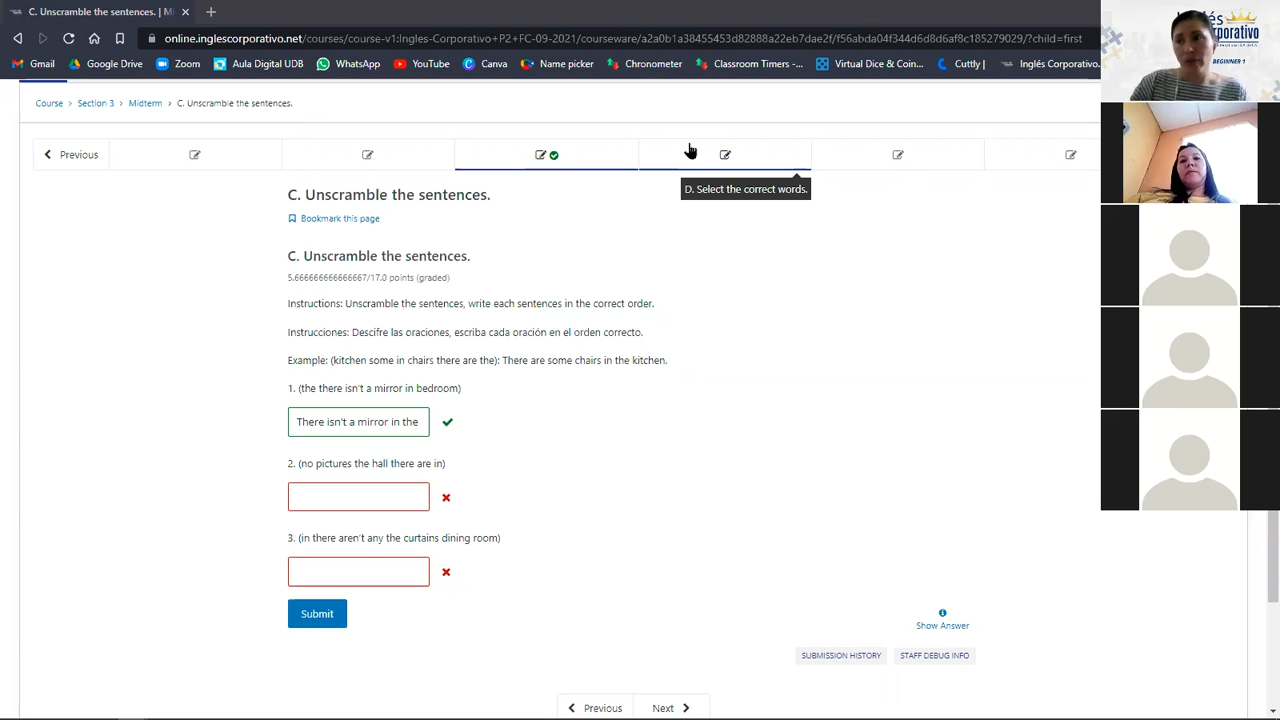 C. Unscramble the sentences. | Mi
online.inglescorporativo.net/courses/course-v1:Ingles-Corporativo+P2+FC-05+2021/courseware/a2a0b1a38455453d82888a22eb7dae2f/f56abda04f344d6d8d6af8c185279029/?child=first
Gmail Google Drive Zoom Aula Digital UDB WhatsApp YouTube Canva Name picker Chronometer Classroom Timers - ... Virtual Dice & Coin... Cuttly | Inglés Corporativo.
BEGINNER 1
Course > Section 3 > Midterm > C. Unscramble the sentences.
Previous
D. Select the correct words.
C. Unscramble the sentences.
Bookmark this page
C. Unscramble the sentences.
5.666666666666667/17.0 points (graded)
Instructions: Unscramble the sentences, write each sentences in the correct order.
Instrucciones: Descifre las oraciones, escriba cada oración en el orden correcto.
Example: (kitchen some in chairs there are the): There are some chairs in the kitchen.
1. (the there isn't a mirror in bedroom)
There isn't a mirror in the
2. (no pictures the hall there are in)
3. (in there aren't any the curtains dining room)
Submit
Show Answer
SUBMISSION HISTORY STAFF DEBUG INFO
Previous Next